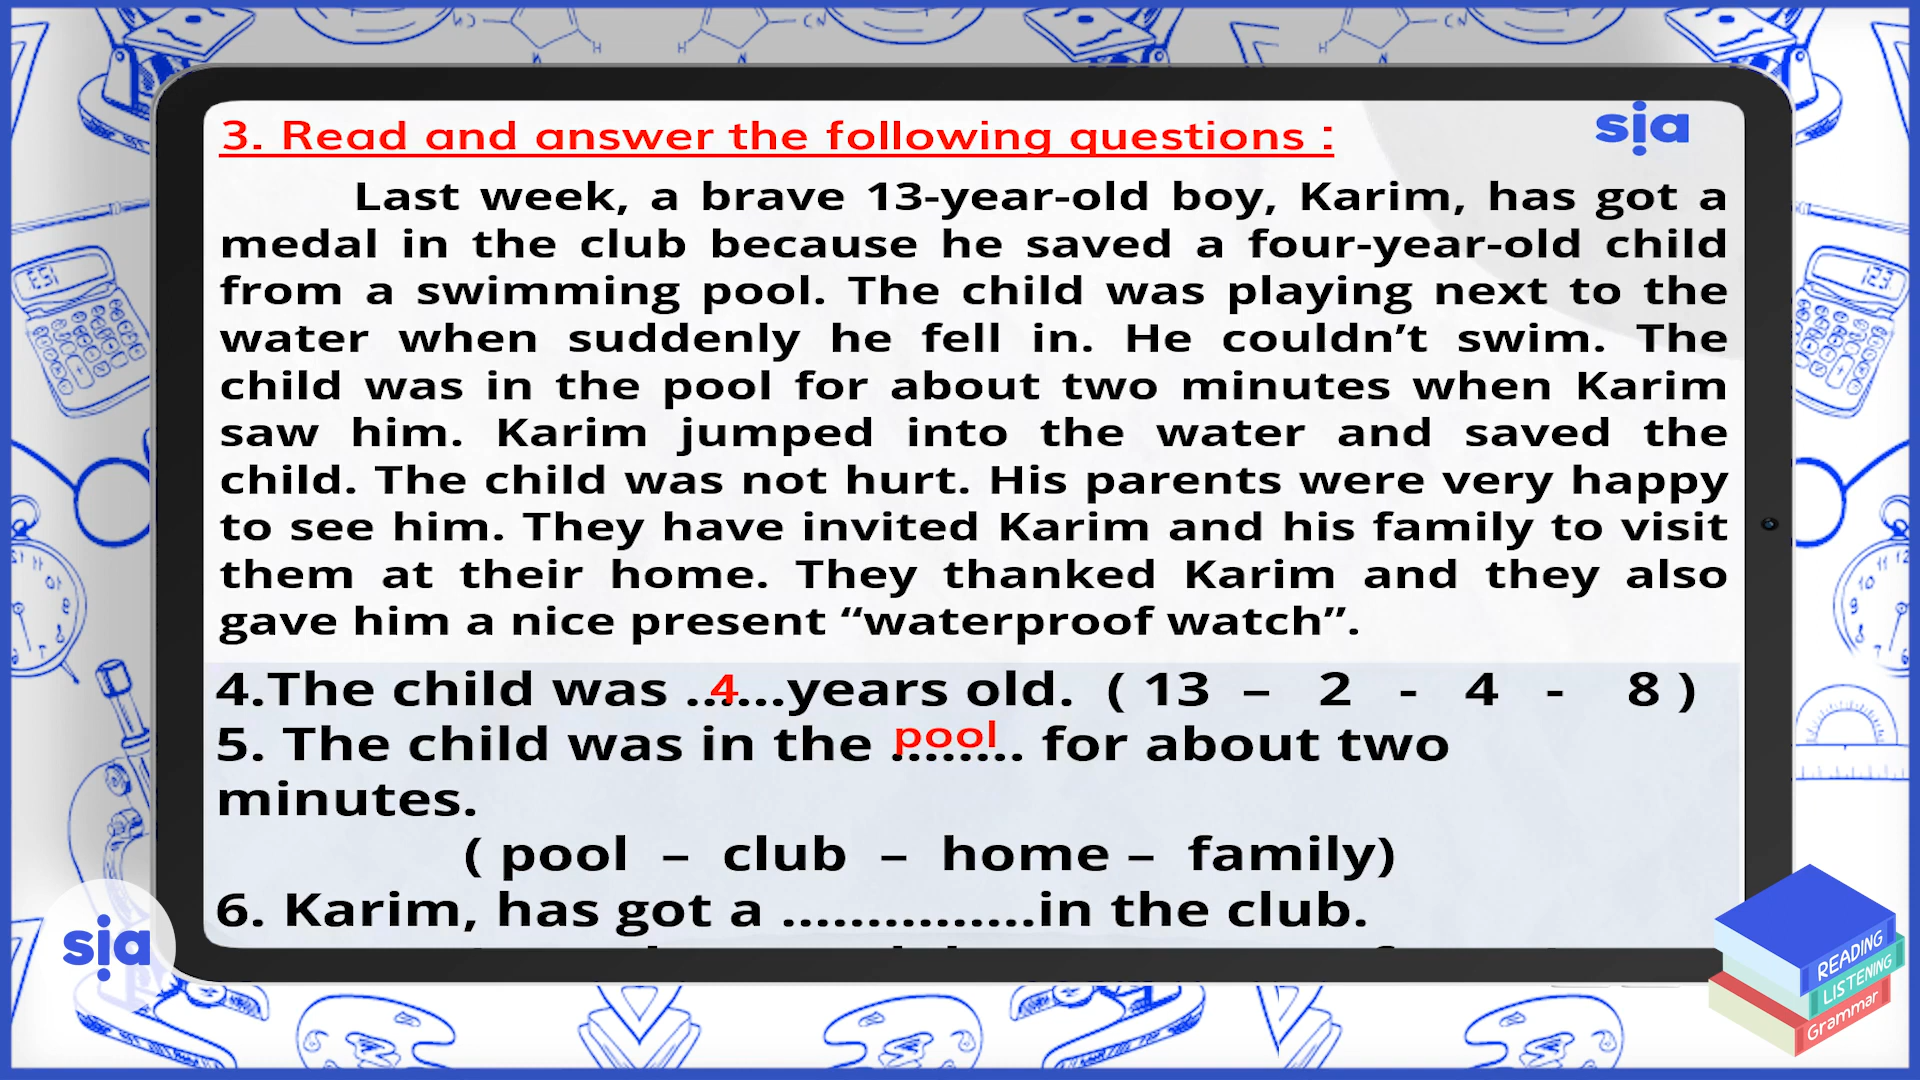 3. Read and answer the following questions :
sia
Last week, a brave 13-year-old boy, Karim, has got a
medal in the club because he saved a four-year-old child
from a swimming pool. The child was playing next to the
water when suddenly he fell in. He couldn’t swim. The
child was in the pool for about two minutes when Karim
saw him. Karim jumped into the water and saved the
child. The child was not hurt. His parents were very happy
to see him. They have invited Karim and his family to visit
them at their home. They thanked Karim and they also
gave him a nice present “waterproof watch”.
4.The child was ..4...years old. ( 13 – 2 - 4 - 8 )
5. The child was in the pool........ for about two
minutes.
( pool – club – home – family)
6. Karim, has got a ...............in the club.
sia
READING
LISTENING
Grammar